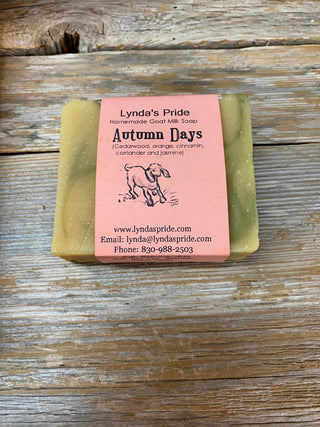 Lynda's Pride
Homemade Goat Milk Soap
Autumn Days
(Cedarwood, orange, cinnamin,
coriander and jasmine)
www.lyndaspride.com
Email: lynda@lyndaspride.com
Phone: 830-988-2503